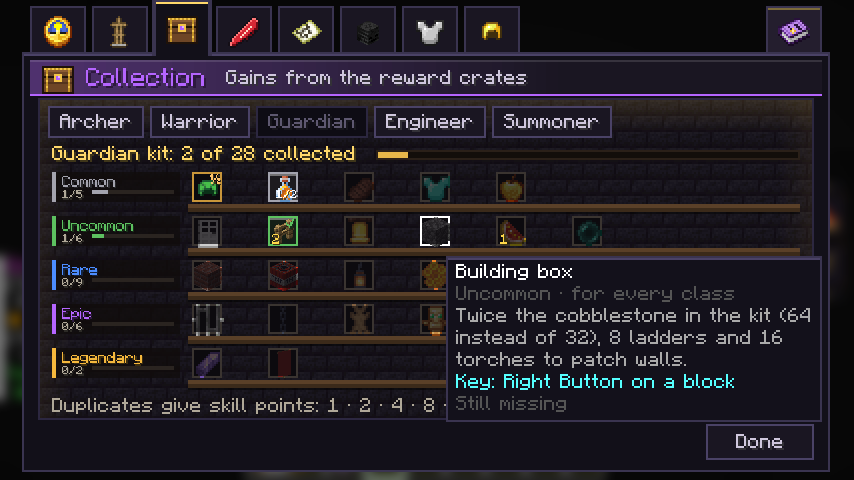 Collection Gains from the reward crates
Archer Warrior Guardian Engineer Summoner
Guardian kit: 2 of 28 collected
Common
1/5
Uncommon
1/6
2
1
Rare
0/9
Epic
0/6
Legendary
0/2
Building box
Uncommon · for every class
Twice the cobblestone in the kit (64
instead of 32), 8 ladders and 16
torches to patch walls.
Key: Right Button on a block
Still missing
Duplicates give skill points: 1 · 2 · 4 · 8 ·
Done